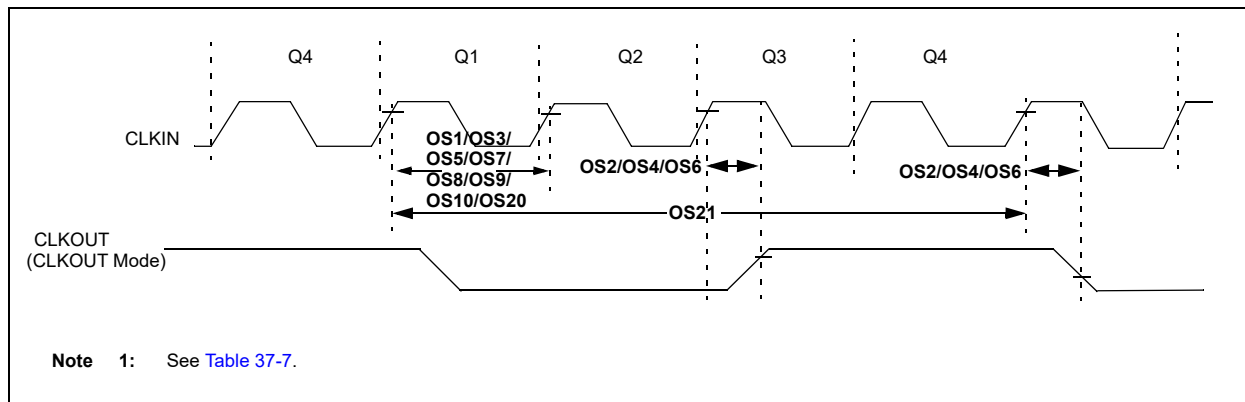 Q4 Q1 Q2 Q3 Q4
CLKIN
OS1/OS3/
OS5/OS7/
OS8/OS9/
OS10/OS20
OS2/OS4/OS6
OS2/OS4/OS6
OS21
CLKOUT
(CLKOUT Mode)
Note 1: See Table 37-7.